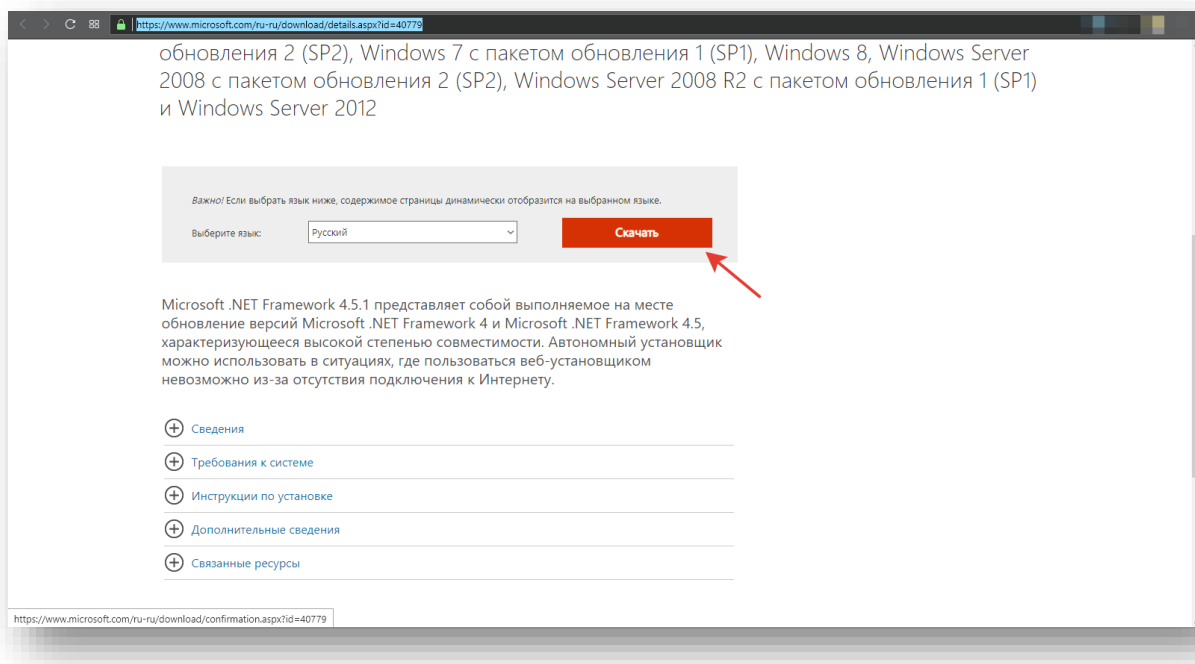 https://www.microsoft.com/ru-ru/download/details.aspx?id=40779
обновления 2 (SP2), Windows 7 с пакетом обновления 1 (SP1), Windows 8, Windows Server
2008 с пакетом обновления 2 (SP2), Windows Server 2008 R2 с пакетом обновления 1 (SP1)
и Windows Server 2012
Важно! Если выбрать язык ниже, содержимое страницы динамически отобразится на выбранном языке.
Выберите язык: Русский Скачать
Microsoft .NET Framework 4.5.1 представляет собой выполняемое на месте
обновление версий Microsoft .NET Framework 4 и Microsoft .NET Framework 4.5,
характеризующееся высокой степенью совместимости. Автономный установщик
можно использовать в ситуациях, где пользоваться веб-установщиком
невозможно из-за отсутствия подключения к Интернету.
Сведения
Требования к системе
Инструкции по установке
Дополнительные сведения
Связанные ресурсы
https://www.microsoft.com/ru-ru/download/confirmation.aspx?id=40779